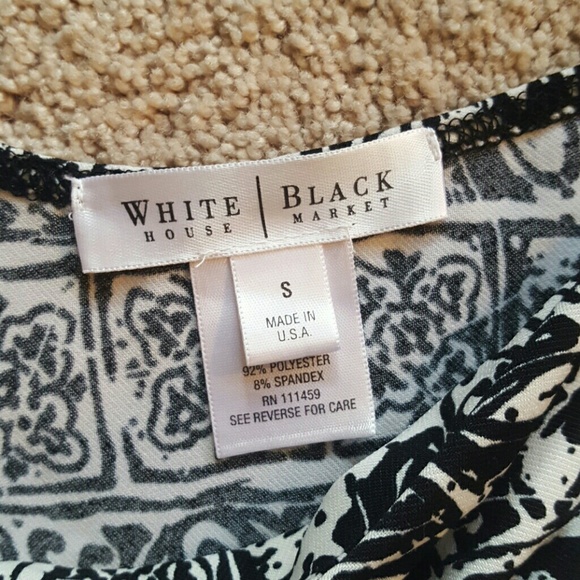 WHITE | BLACK
HOUSE MARKET
S
MADE IN
U.S.A.
92% POLYESTER
8% SPANDEX
RN 111459
SEE REVERSE FOR CARE